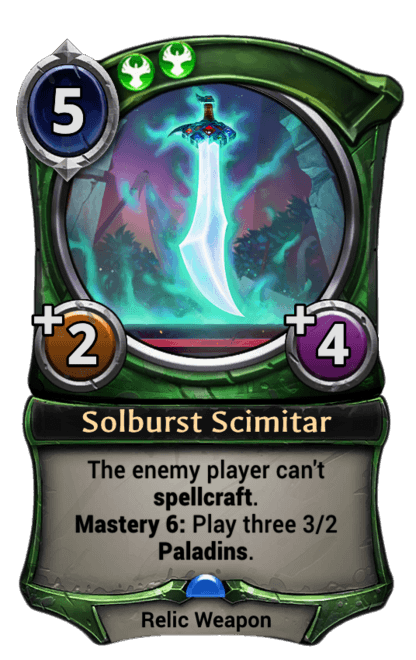 5
+2
+4
Solburst Scimitar
The enemy player can't
spellcraft.
Mastery 6: Play three 3/2
Paladins.
Relic Weapon